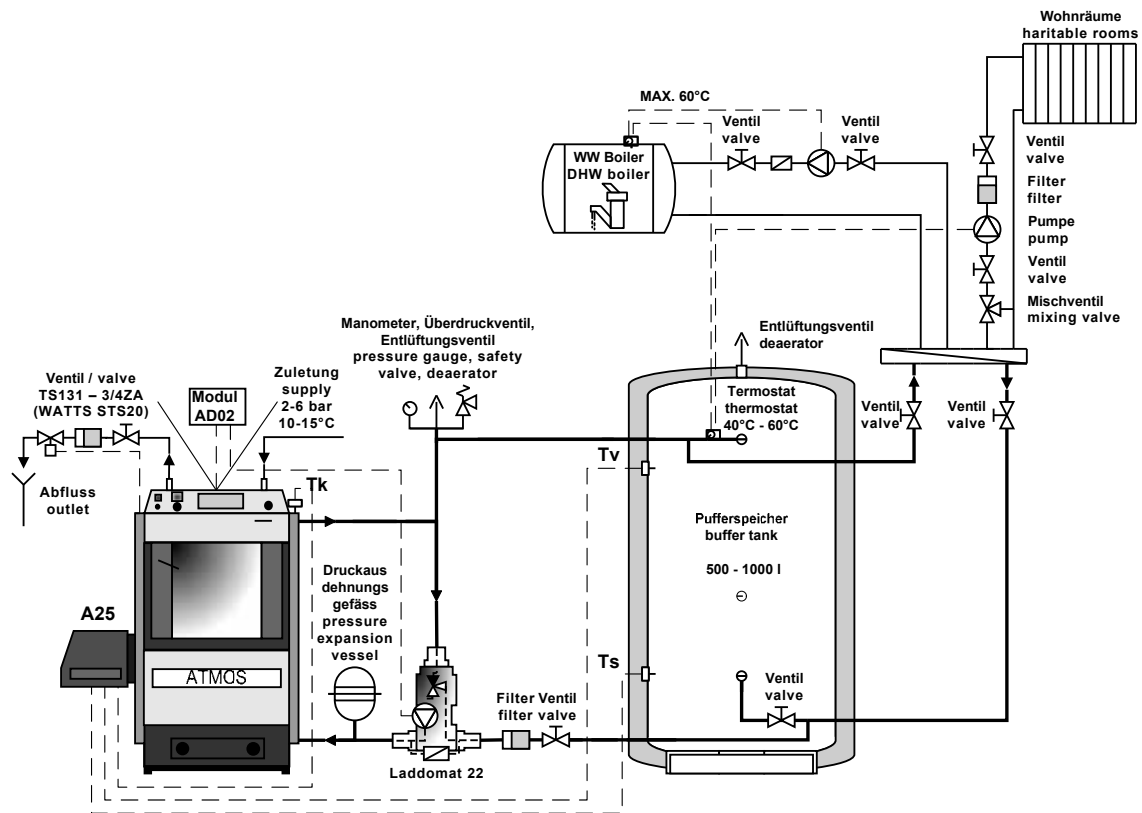 Wohnräume
haritable rooms
MAX. 60°C
Ventil
valve
Ventil
valve
WW Boiler
DHW boiler
Ventil
valve
Filter
filter
Pumpe
pump
Ventil
valve
Mischventil
mixing valve
Manometer, Überdruckventil,
Entlüftungsventil
pressure gauge, safety
valve, deaerator
Entlüftungsventil
deaerator
Ventil / valve
TS131 – 3/4ZA
(WATTS STS20)
Modul
AD02
Zuletung
supply
2-6 bar
10-15°C
Termostat
thermostat
40°C - 60°C
Ventil
valve
Ventil
valve
Abfluss
outlet
Tk
Tv
Pufferspeicher
buffer tank
500 - 1000 l
Druckaus
dehnungs
gefäss
pressure
expansion
vessel
A25
ATMOS
Ts
Filter Ventil
filter valve
Ventil
valve
Laddomat 22